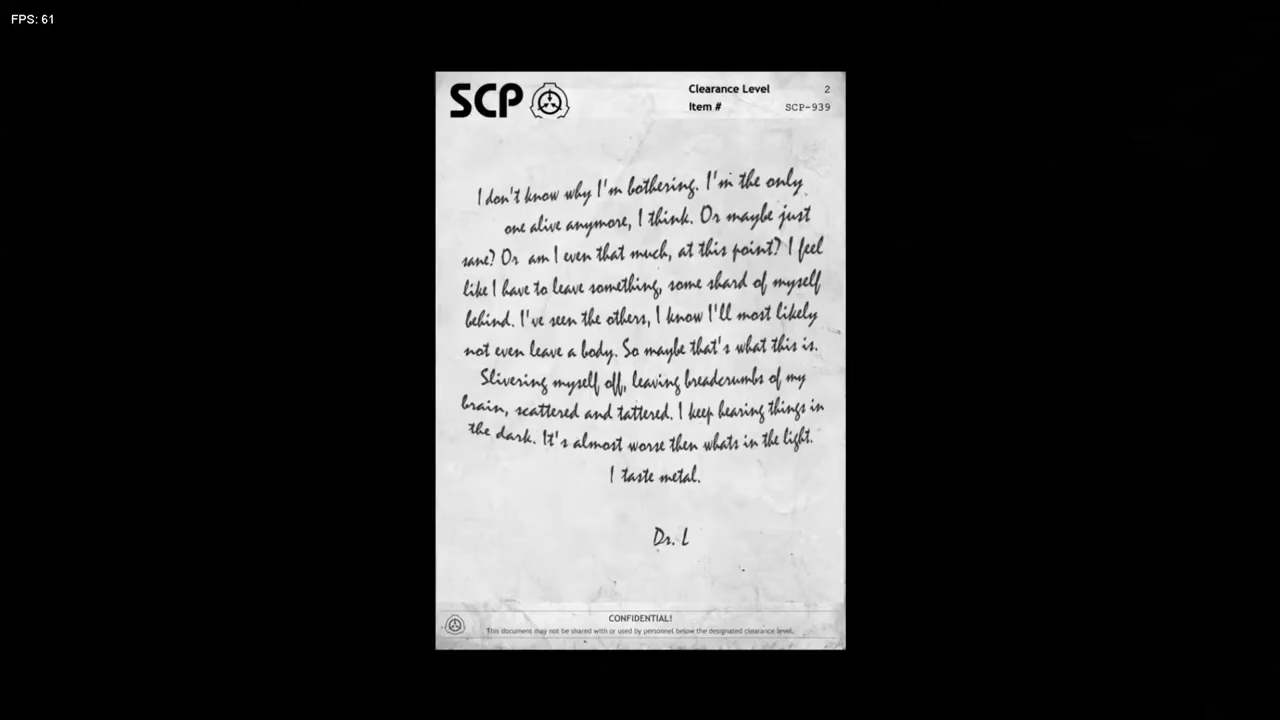 FPS: 61
SCP
Clearance Level 2
Item # SCP-939
I don't know why I'm bothering. I'm the only
one alive anymore, I think. Or maybe just
sane? Or am I even that much, at this point? I feel
like I have to leave something, some shard of myself
behind. I've seen the others, I know I'll most likely
not even leave a body. So maybe that's what this is.
Slivering myself off, leaving breadcrumbs of my
brain, scattered and tattered. I keep hearing things in
the dark. It's almost worse then whats in the light.
I taste metal.
Dr. L
CONFIDENTIAL!
This document may not be shared with or used by personnel below the designated clearance level.